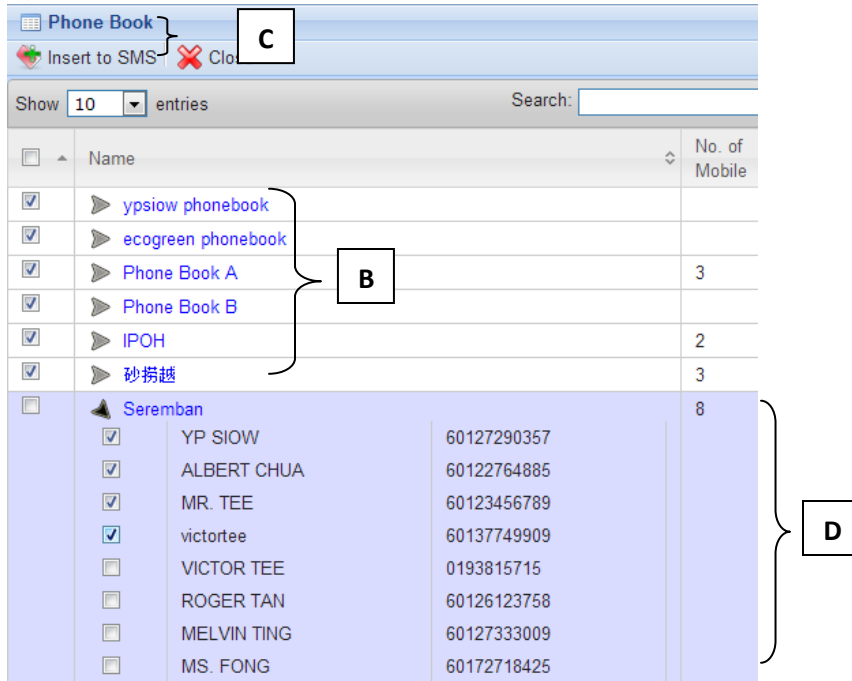 Phone Book
C
Insert to SMS Clo
Show 10 entries Search:
Name No. of Mobile
ypsiow phonebook
ecogreen phonebook
Phone Book A 3
B
Phone Book B
IPOH 2
砂捞越 3
Seremban 8
YP SIOW 60127290357
ALBERT CHUA 60122764885
MR. TEE 60123456789
victortee 60137749909
D
VICTOR TEE 0193815715
ROGER TAN 60126123758
MELVIN TING 60127333009
MS. FONG 60172718425